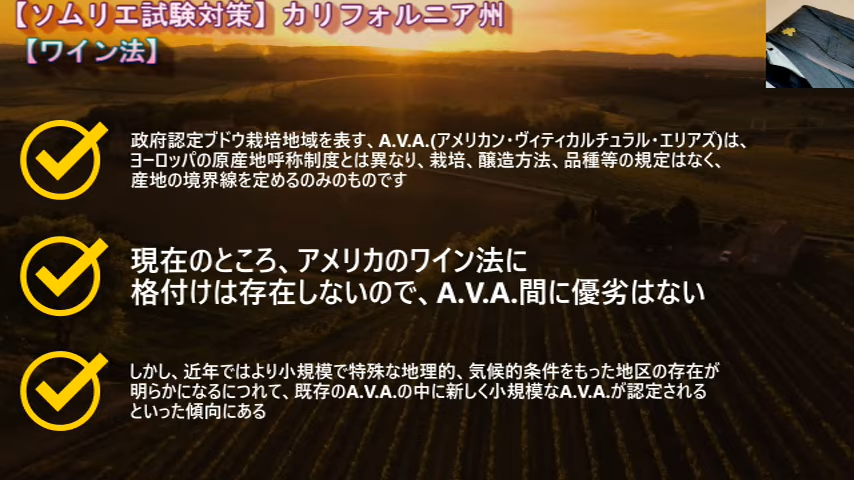 【ソムリエ試験対策】カリフォルニア州
【ワイン法】
政府認定ブドウ栽培地域を表す、A.V.A.(アメリカン・ヴィティカルチュラル・エリアズ)は、
ヨーロッパの原産地呼称制度とは異なり、栽培、醸造方法、品種等の規定はなく、
産地の境界線を定めるのみのものです
現在のところ、アメリカのワイン法に
格付けは存在しないので、A.V.A.間に優劣はない
しかし、近年ではより小規模で特殊な地理的、気候的条件をもった地区の存在が
明らかになるにつれて、既存のA.V.A.の中に新しく小規模なA.V.A.が認定される
といった傾向にある